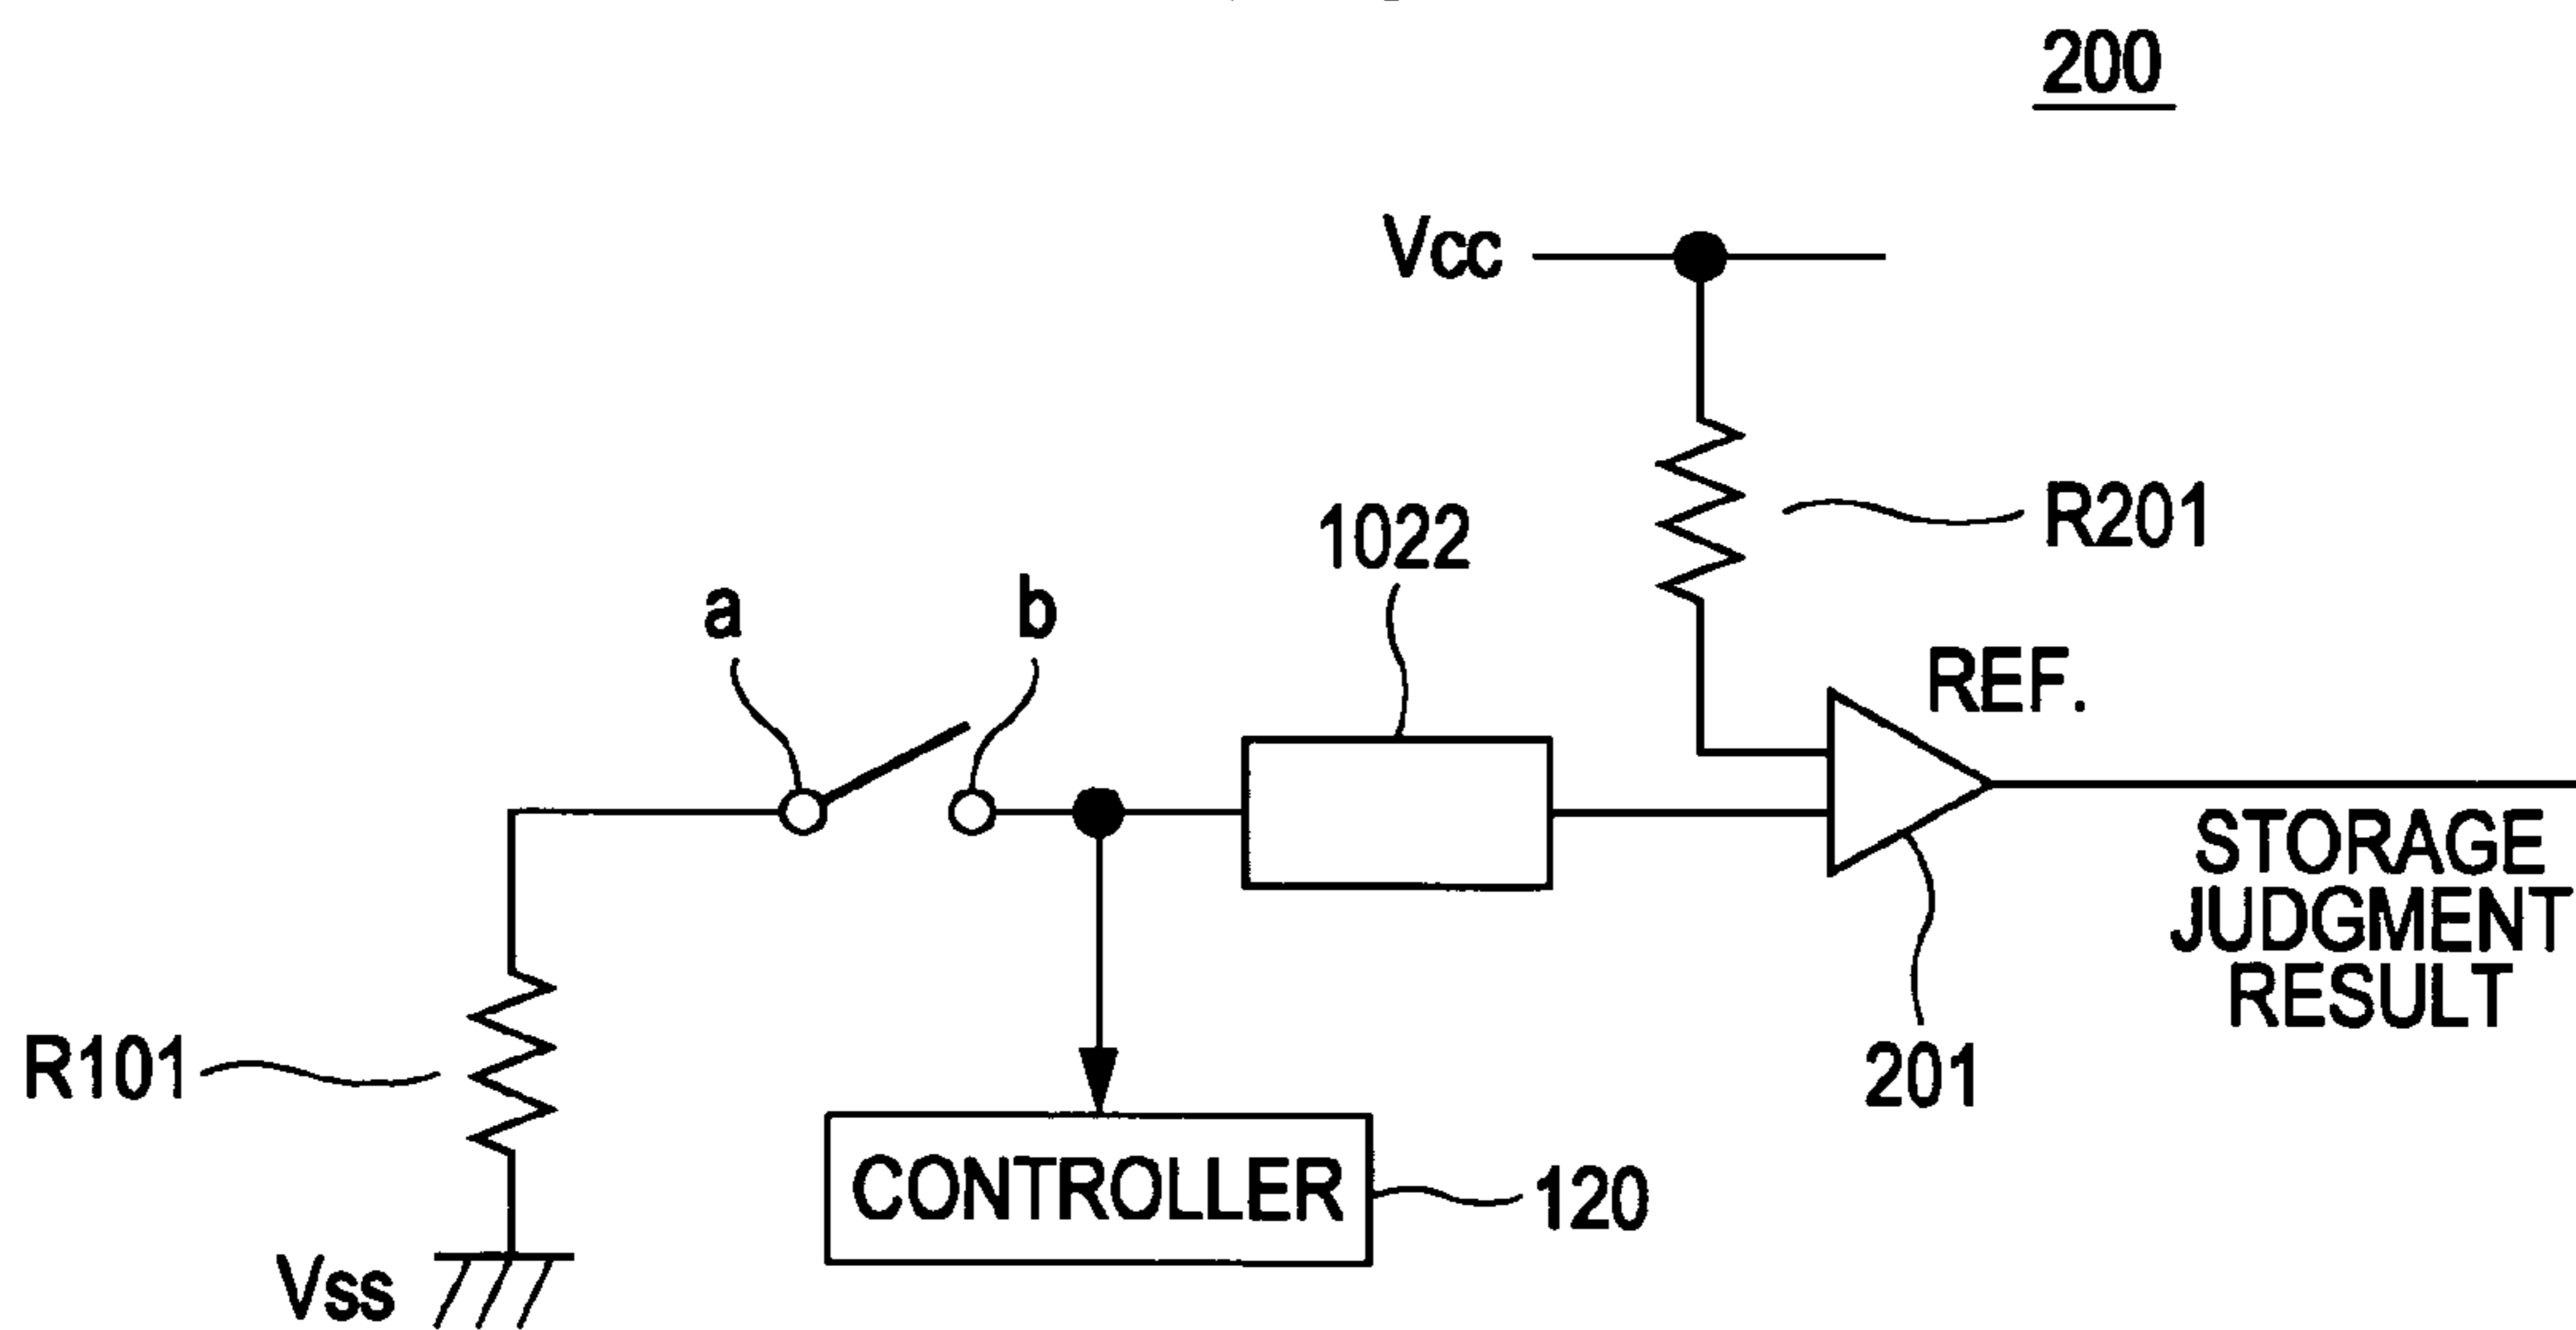 200
Vcc
R201
1022
a
b
REF.
STORAGE
JUDGMENT
RESULT
R101
201
CONTROLLER
120
Vss